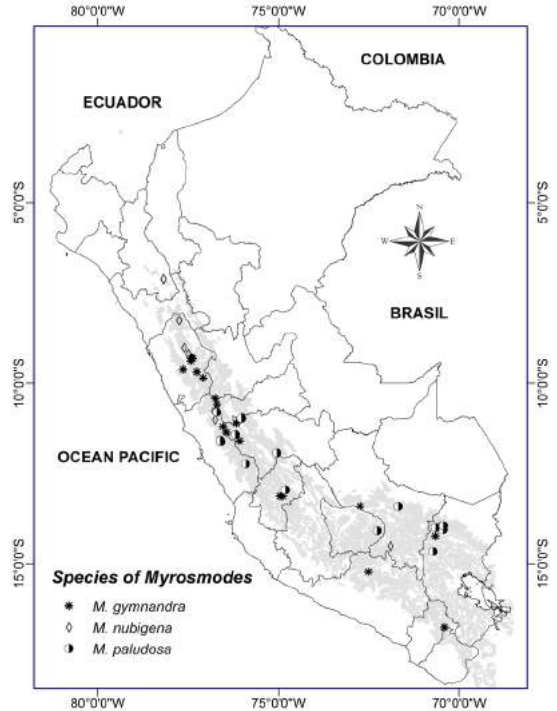 80°0'0"W 75°0'0"W 70°0'0"W
COLOMBIA
ECUADOR
5°0'0"S 5°0'0"S
N
W E
S
BRASIL
10°0'0"S 10°0'0"S
OCEAN PACIFIC
15°0'0"S 15°0'0"S
Species of Myrosmodes
M. gymnandra
M. nubigena
M. paludosa
80°0'0"W 75°0'0"W 70°0'0"W